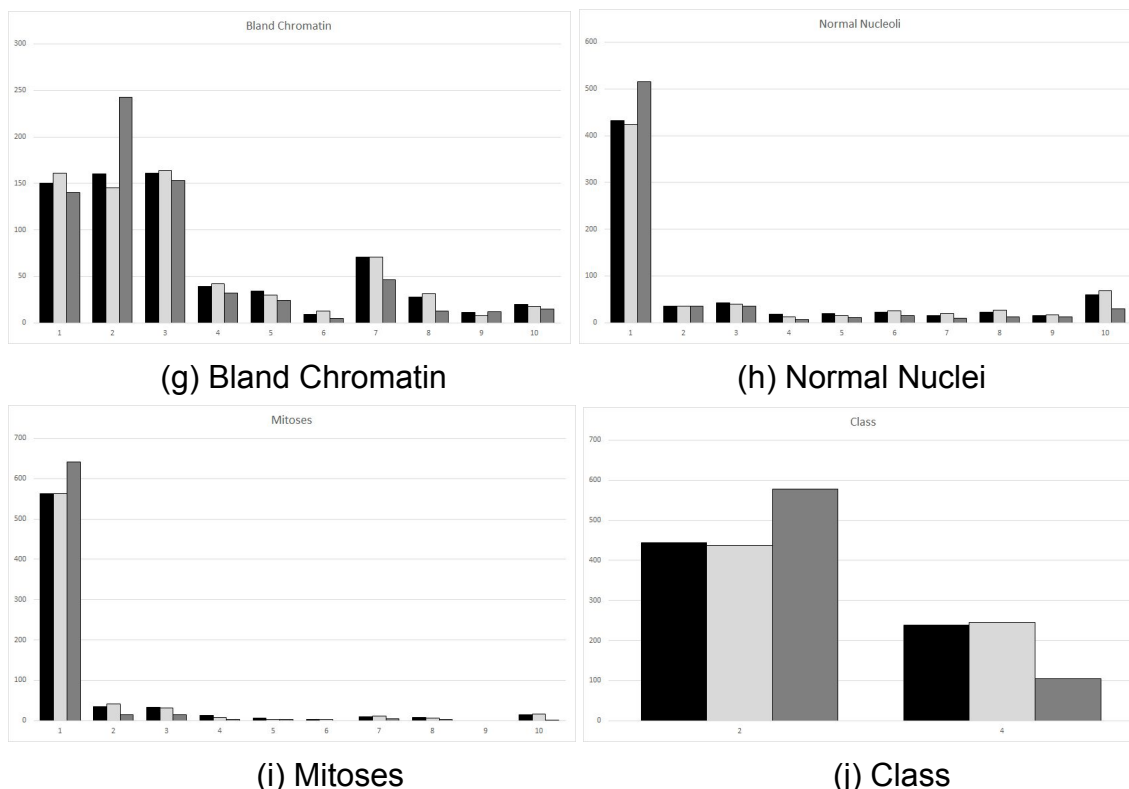 Bland Chromatin
300
250
200
150
100
50
0
1 2 3 4 5 6 7 8 9 10
(g) Bland Chromatin
Normal Nucleoli
600
500
400
300
200
100
0
1 2 3 4 5 6 7 8 9 10
(h) Normal Nuclei
Mitoses
700
600
500
400
300
200
100
0
1 2 3 4 5 6 7 8 9 10
(i) Mitoses
Class
700
600
500
400
300
200
100
0
2 4
(j) Class